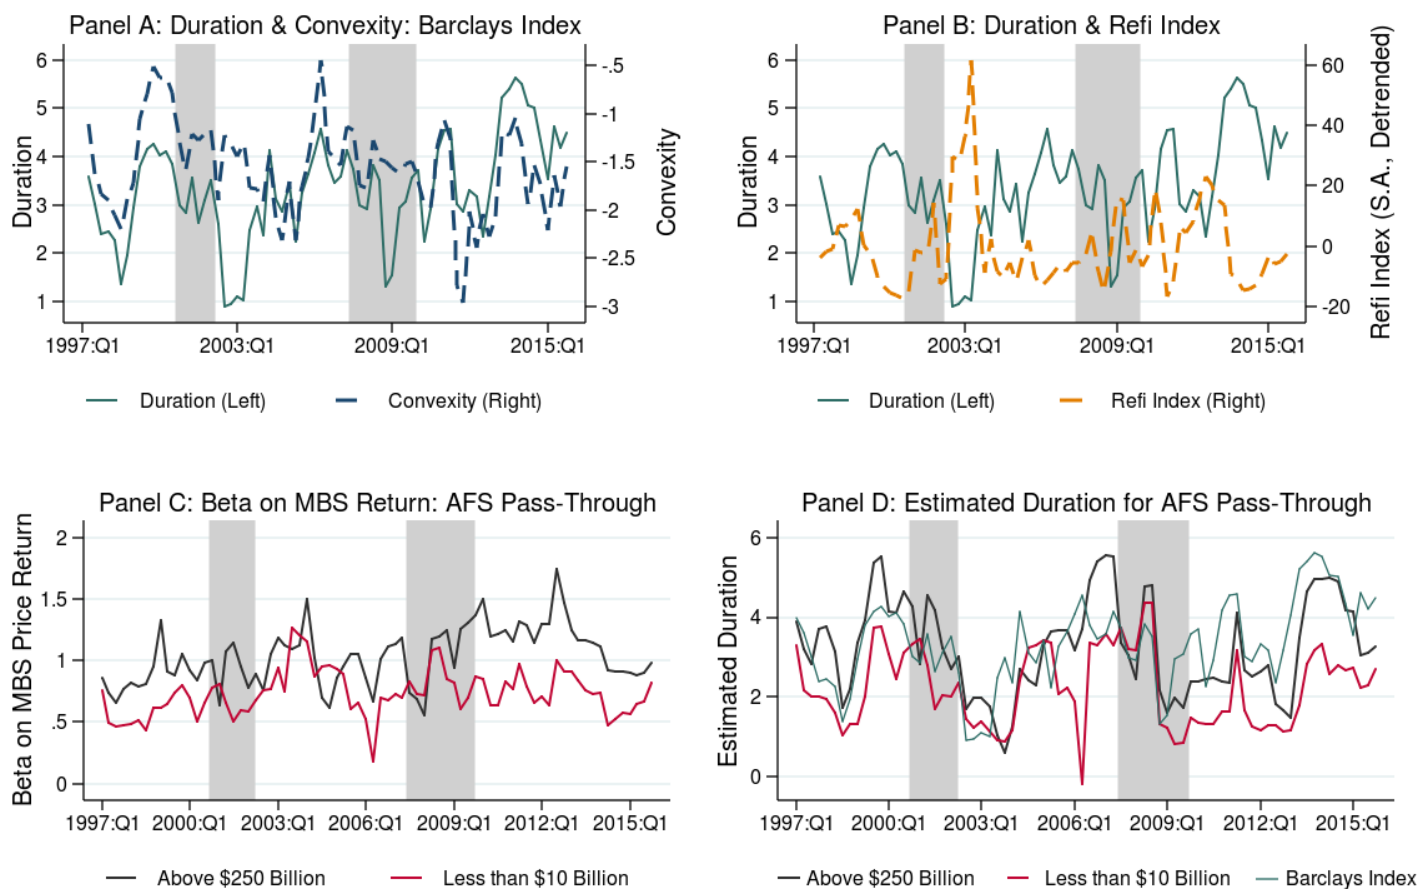 Panel A: Duration & Convexity: Barclays Index
Duration
6
5
4
3
2
1
-.5
-1
-1.5
-2
-2.5
-3
Convexity
1997:Q1 2003:Q1 2009:Q1 2015:Q1
Duration (Left) Convexity (Right)
Panel B: Duration & Refi Index
Duration
6
5
4
3
2
1
60
40
20
0
-20
Refi Index (S.A., Detrended)
1997:Q1 2003:Q1 2009:Q1 2015:Q1
Duration (Left) Refi Index (Right)
Panel C: Beta on MBS Return: AFS Pass-Through
Beta on MBS Price Return
2
1.5
1
.5
0
1997:Q1 2000:Q1 2003:Q1 2006:Q1 2009:Q1 2012:Q1 2015:Q1
Above $250 Billion Less than $10 Billion
Panel D: Estimated Duration for AFS Pass-Through
Estimated Duration
6
4
2
0
1997:Q1 2000:Q1 2003:Q1 2006:Q1 2009:Q1 2012:Q1 2015:Q1
Above $250 Billion Less than $10 Billion Barclays Index